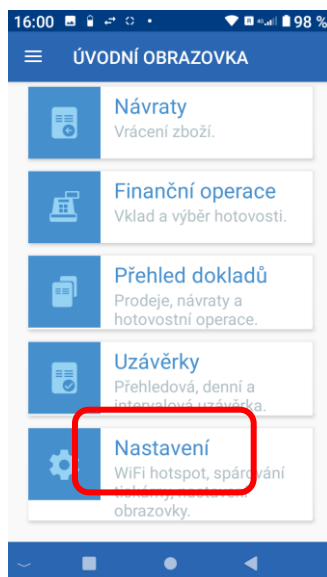 16:00 98 %
ÚVODNÍ OBRAZOVKA
Návraty
Vrácení zboží.
Finanční operace
Vklad a výběr hotovosti.
Přehled dokladů
Prodeje, návraty a
hotovostní operace.
Uzávěrky
Přehledová, denní a
intervalová uzávěrka.
Nastavení
WiFi hotspot, spárování
tiskárny, nastavení
obrazovky.